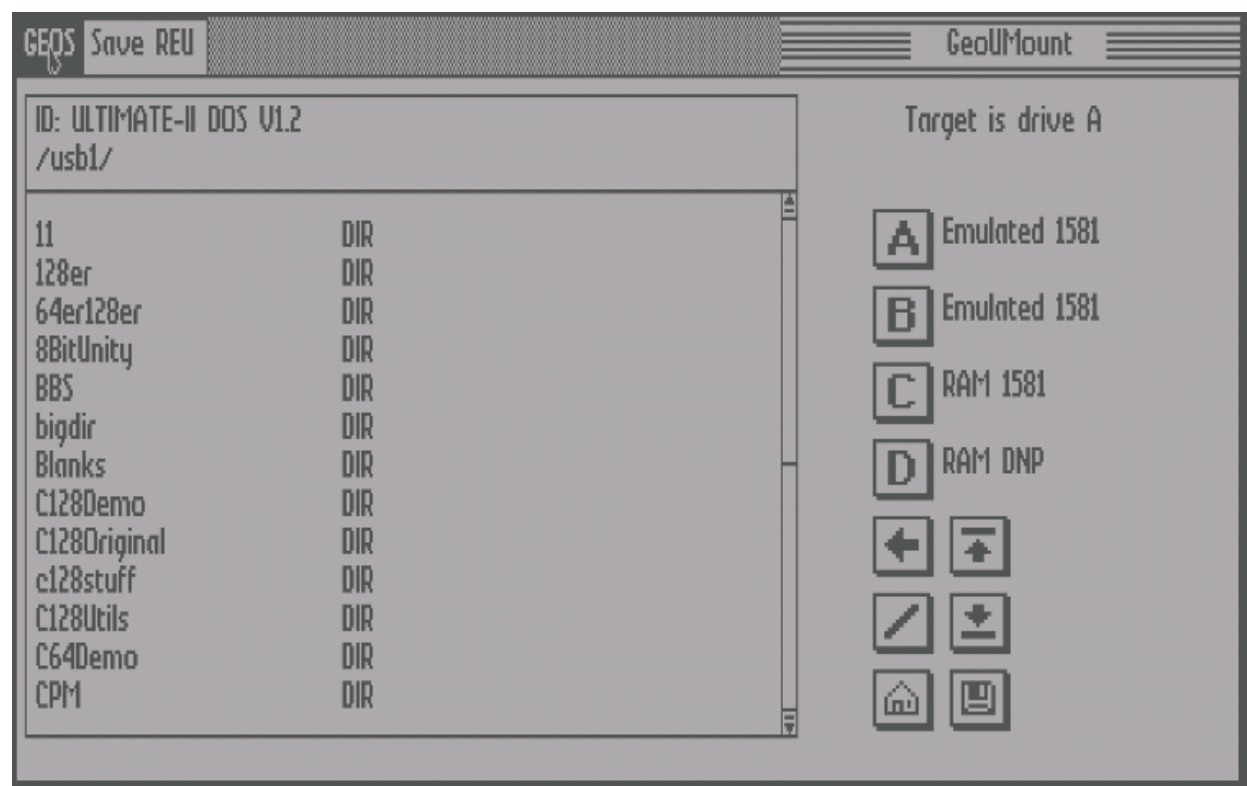 GEOS Save REU GeoUMount
ID: ULTIMATE-II DOS V1.2
/usb1/
11 DIR
128er DIR
64er128er DIR
8BitUnity DIR
BBS DIR
bigdir DIR
Blanks DIR
C128Demo DIR
C128Original DIR
c128stuff DIR
C128Utils DIR
C64Demo DIR
CPM DIR
Target is drive A
A Emulated 1581
B Emulated 1581
C RAM 1581
D RAM DNP